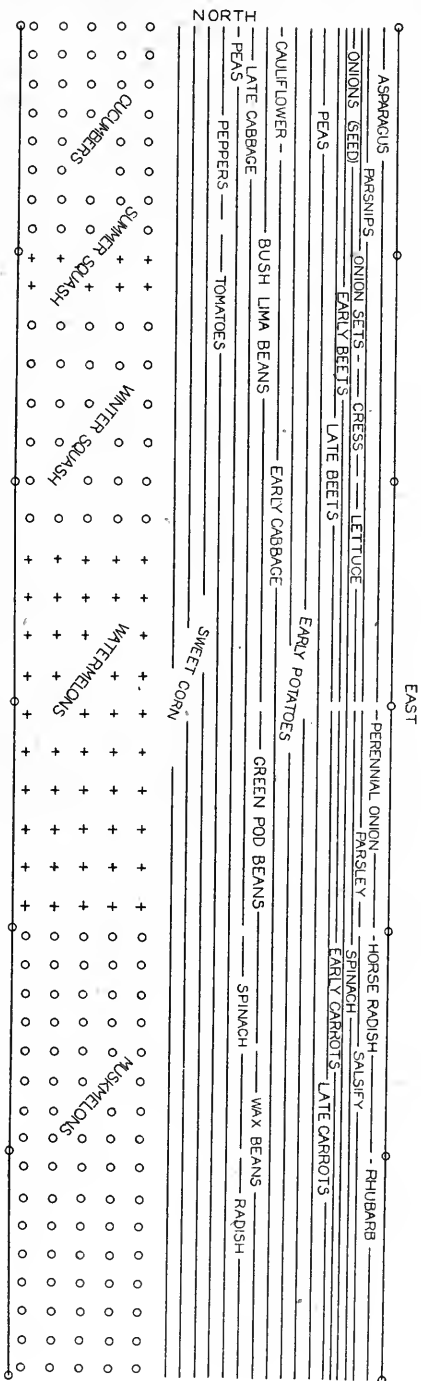 EAST
NORTH
ASPARAGUS PERENNIAL ONION HORSE RADISH RHUBARB
PARSNIPS PARSLEY SALSIFY
ONION SETS CRESS LETTUCE SPINACH
ONIONS (SEED)
EARLY BEETS EARLY CARROTS
LATE BEETS LATE CARROTS
PEAS
EARLY POTATOES
CAULIFLOWER EARLY CABBAGE
BUSH LIMA BEANS GREEN POD BEANS WAX BEANS
LATE CABBAGE
PEAS SPINACH RADISH
PEPPERS TOMATOES
SWEET CORN
CUCUMBERS
SUMMER SQUASH
WINTER SQUASH
WATERMELONS
MUSKMELONS